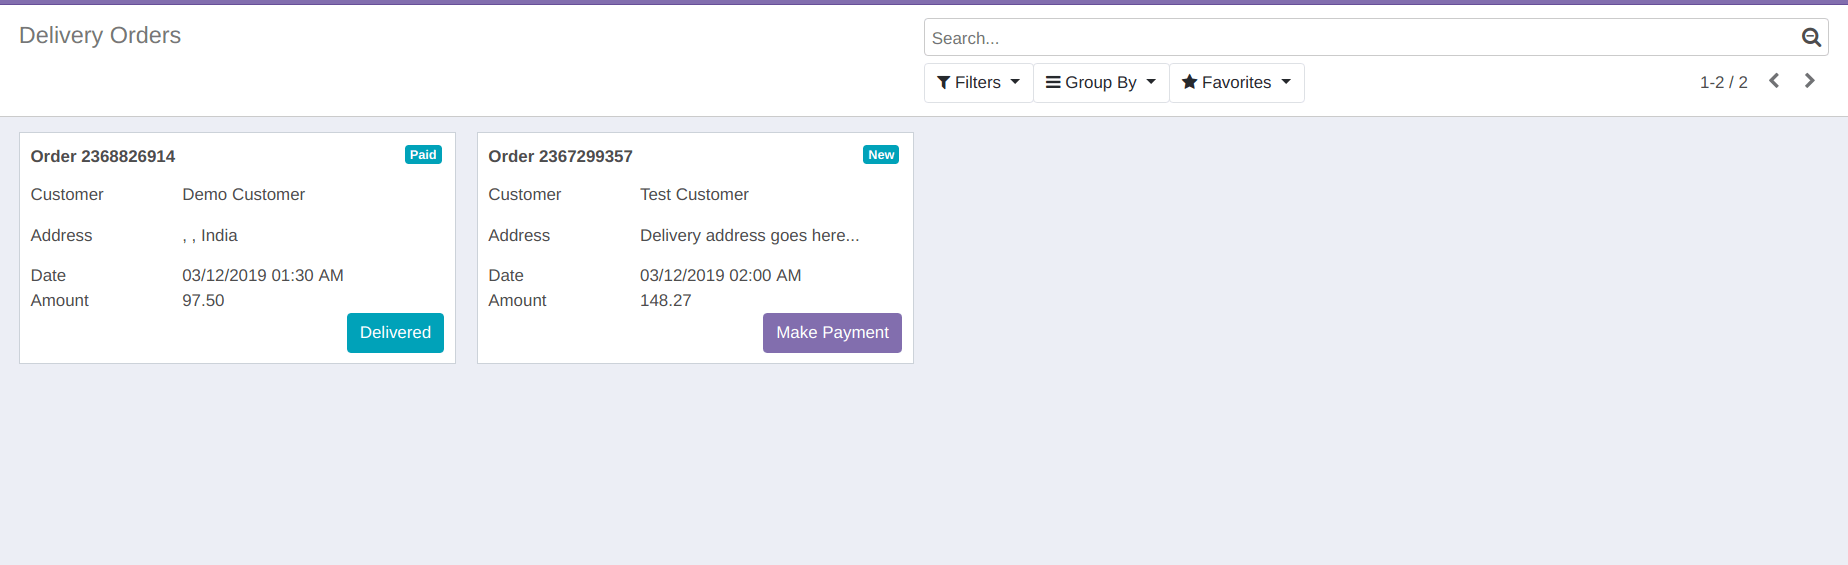 Delivery Orders
Search...
Filters Group By Favorites 1-2 / 2
Order 2368826914 Paid
Customer Demo Customer
Address , , India
Date 03/12/2019 01:30 AM
Amount 97.50
Delivered
Order 2367299357 New
Customer Test Customer
Address Delivery address goes here...
Date 03/12/2019 02:00 AM
Amount 148.27
Make Payment